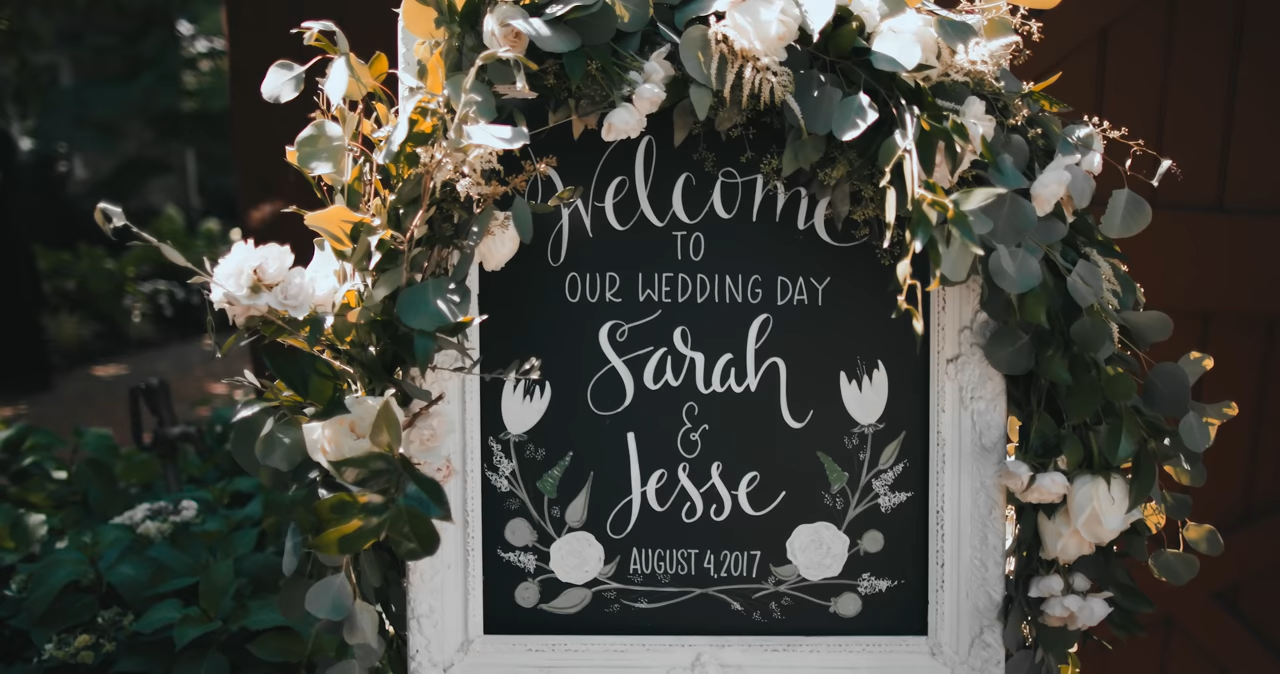 Welcome
TO
OUR WEDDING DAY
Sarah
&
Jesse
AUGUST 4, 2017